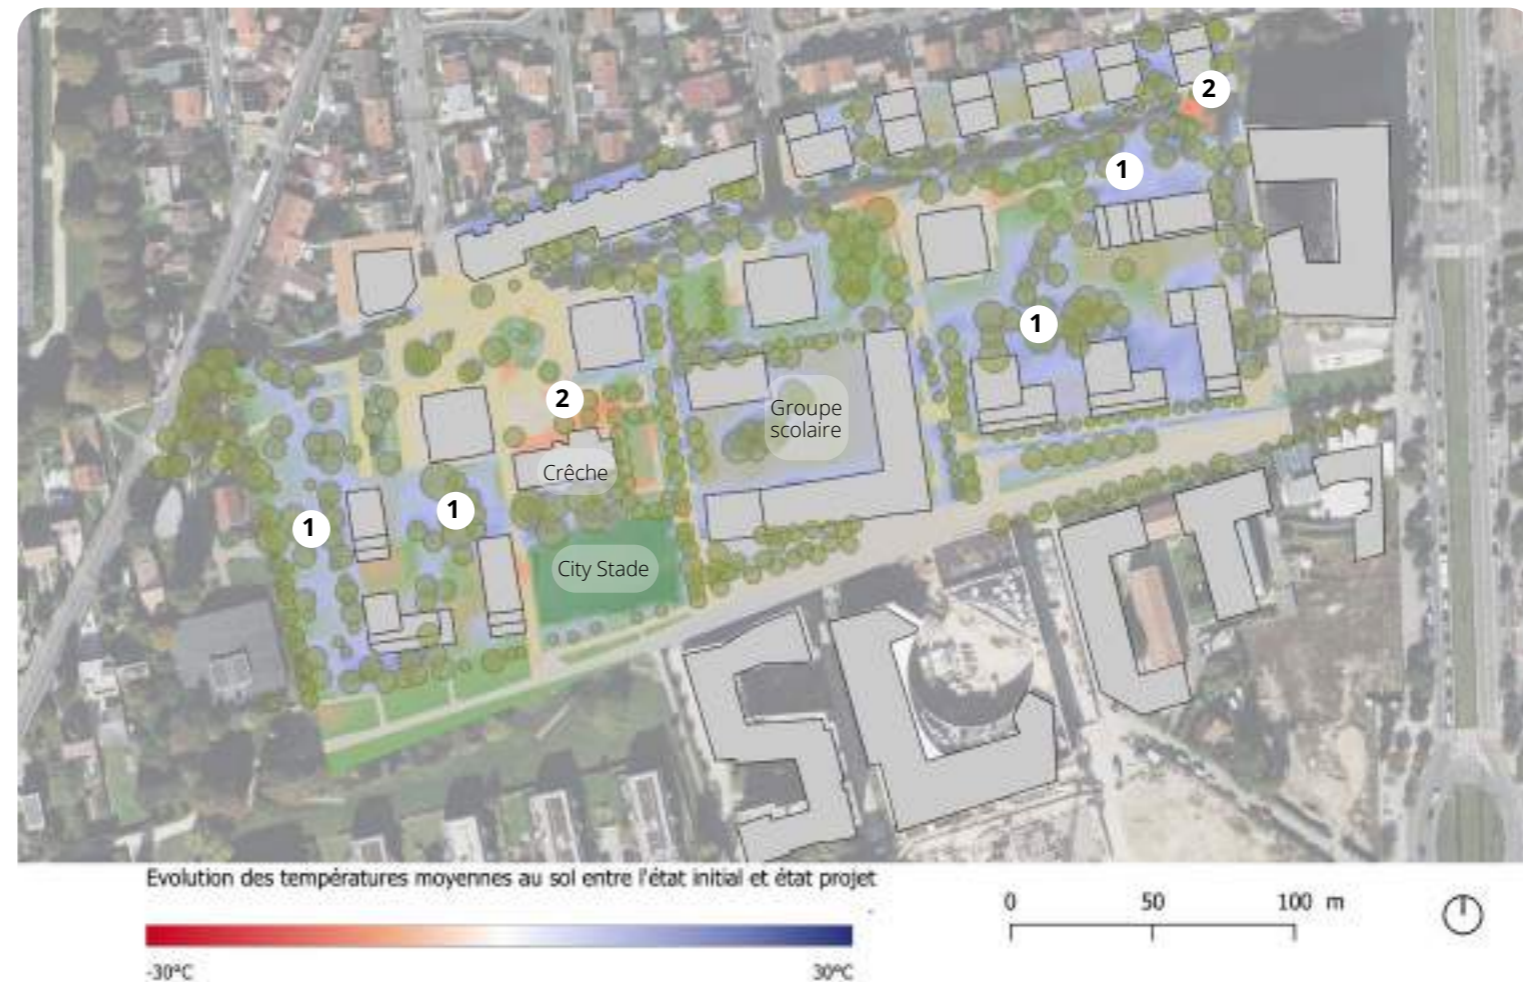 2
1
1
2
Groupe
scolaire
Crêche
1
1
City Stade
Evolution des températures moyennes au sol entre l'état initial et état projet
-30°C
30°C
0 50 100 m